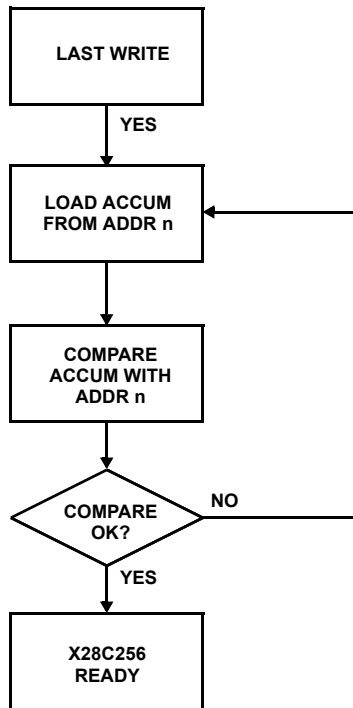 LAST WRITE
YES
LOAD ACCUM
FROM ADDR n
COMPARE
ACCUM WITH
ADDR n
COMPARE
OK?
NO
YES
X28C256
READY